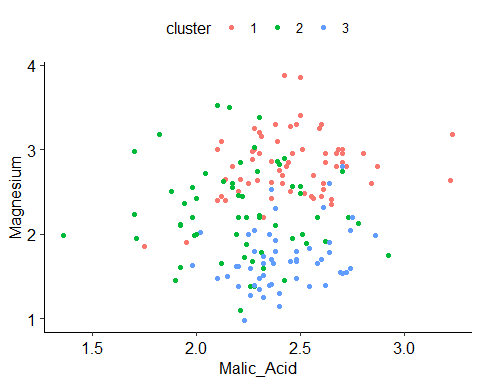 cluster 1 2 3
4
3
2
1
Magnesium
1.5 2.0 2.5 3.0
Malic_Acid